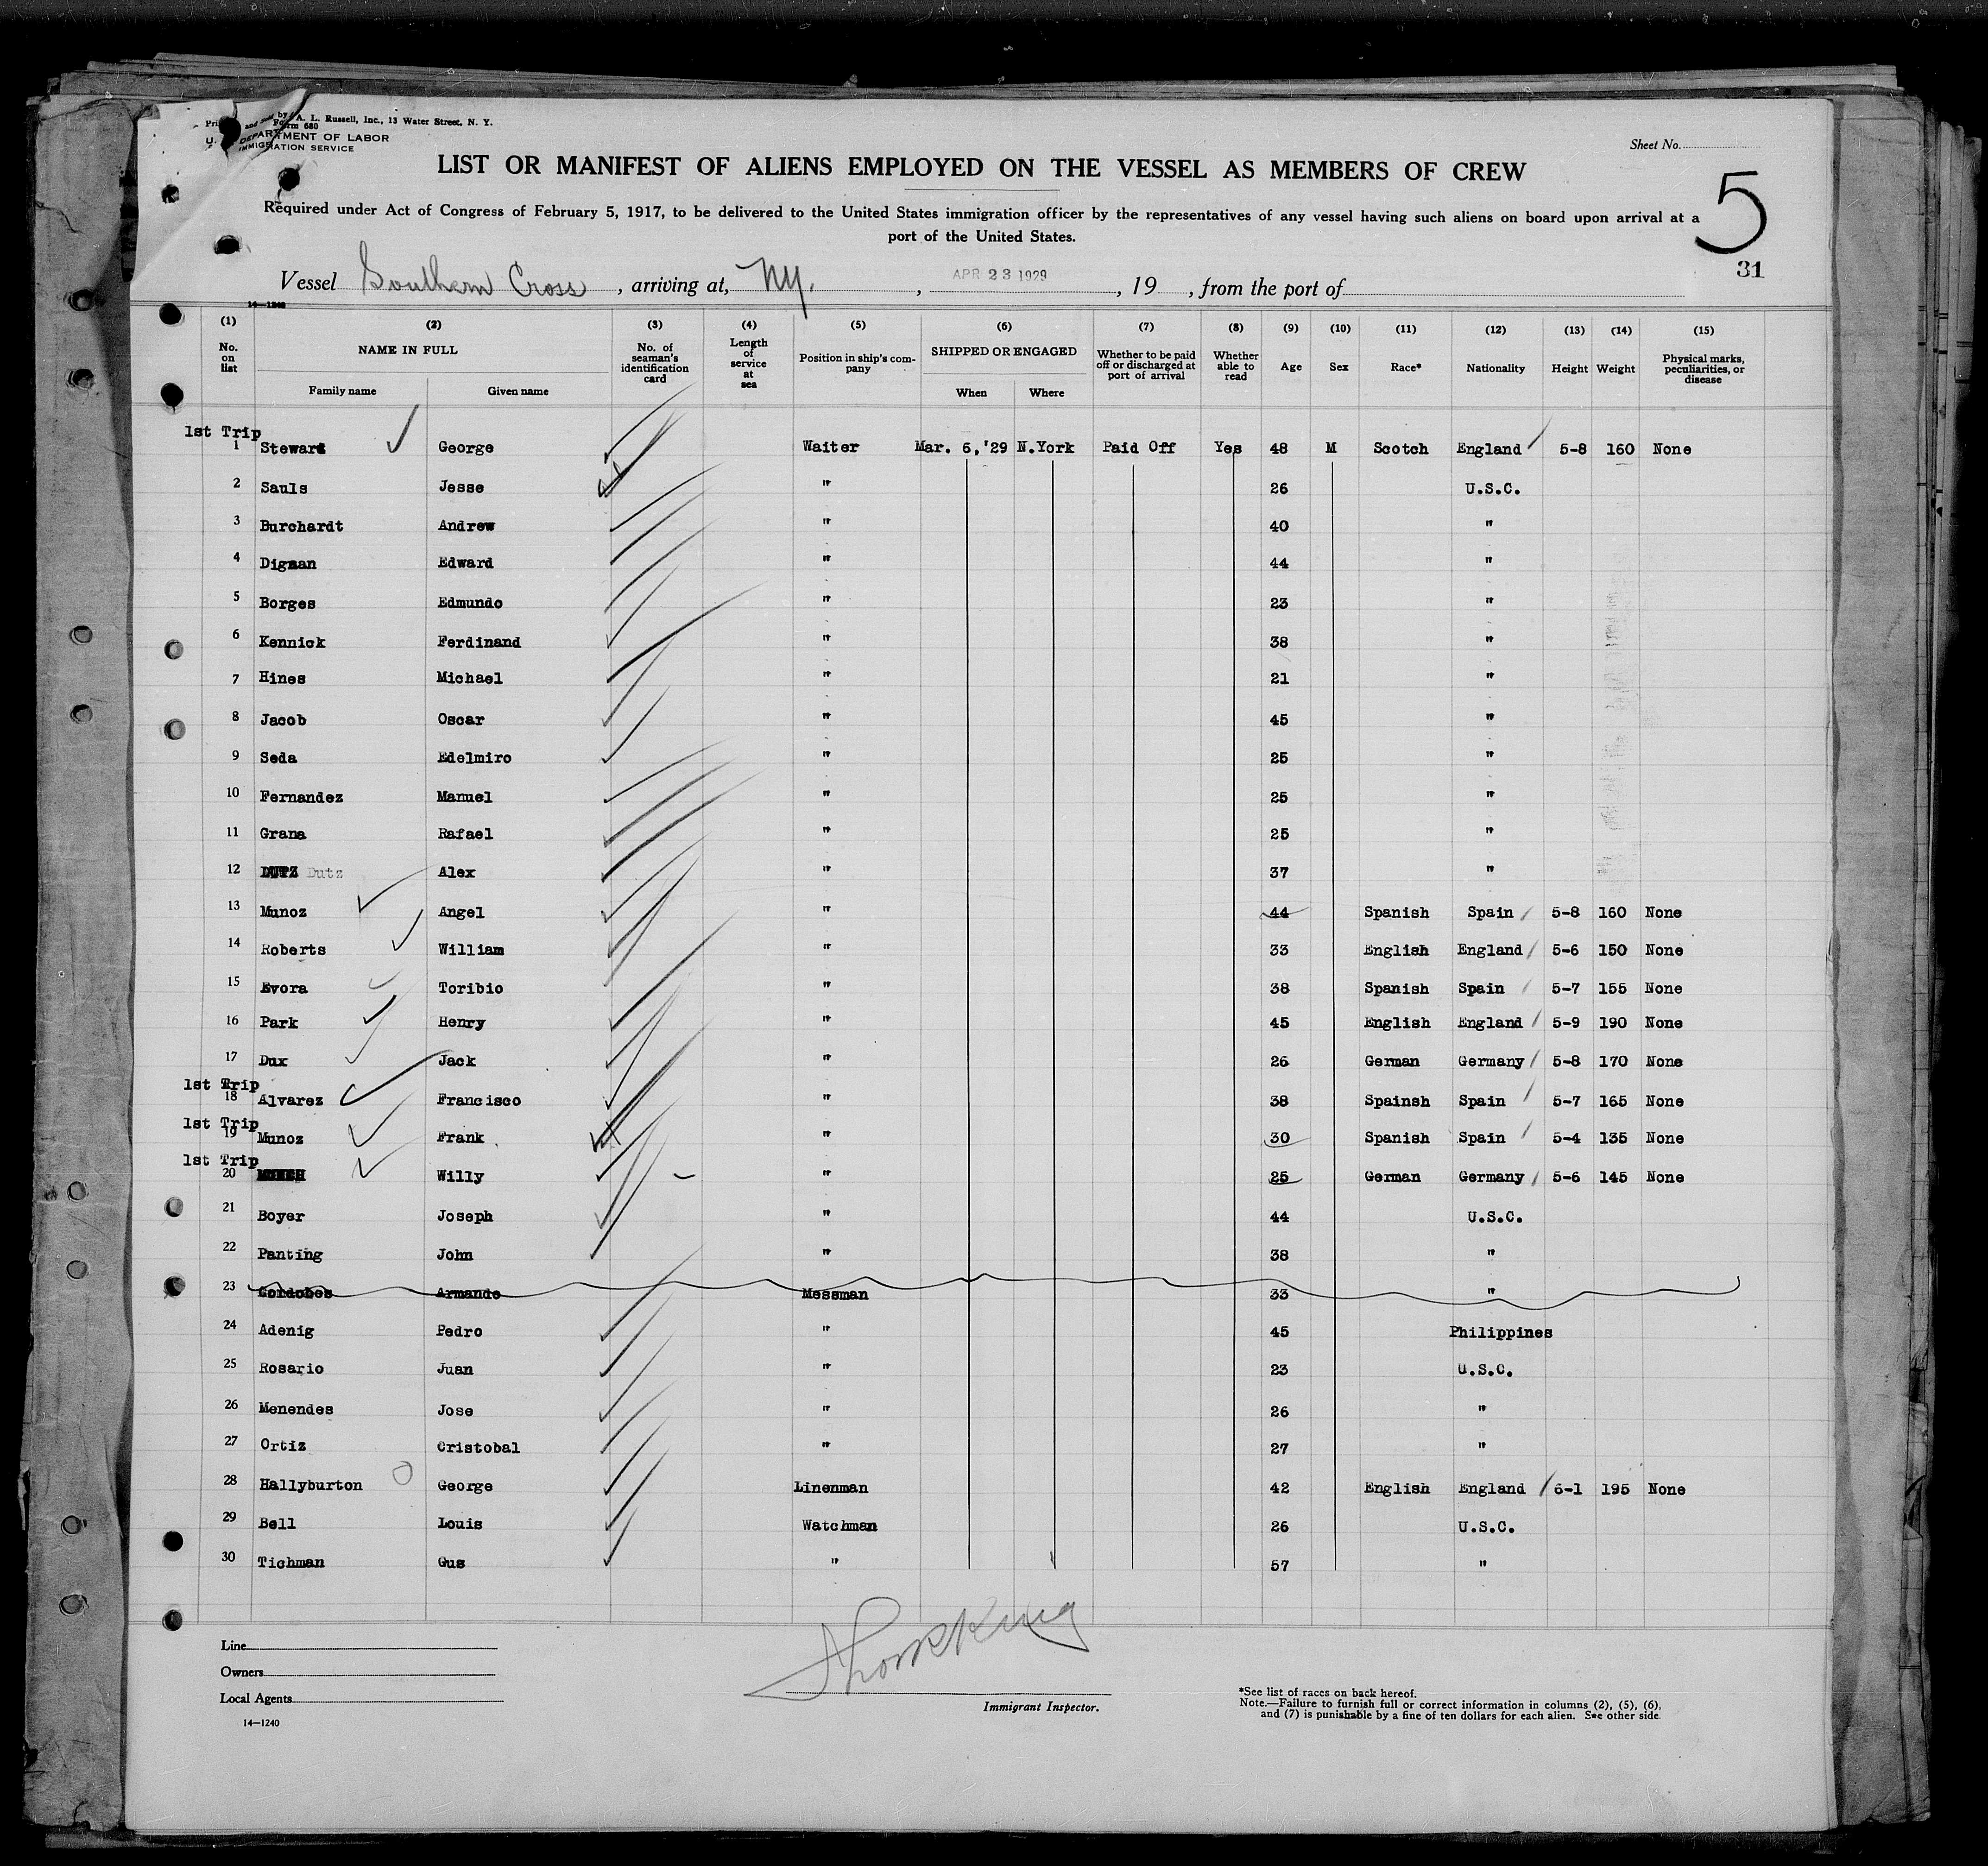 Form 680
and sold by A. L. Russell, Inc., 13 Water Street, N. Y.
U. DEPARTMENT OF LABOR
IMMIGRATION SERVICE
Sheet No.
LIST OR MANIFEST OF ALIENS EMPLOYED ON THE VESSEL AS MEMBERS OF CREW
5
Required under Act of Congress of February 5, 1917, to be delivered to the United States immigration officer by the representatives of any vessel having such aliens on board upon arrival at a
port of the United States.
31
Vessel Southern Cross, arriving at, NY., APR 23 1929, 19 , from the port of
14—1240
(1) (2) (3) (4) (5) (6) (7) (8) (9) (10) (11) (12) (13) (14) (15)
No. on list NAME IN FULL No. of seaman's identification card Length of service at sea Position in ship's company SHIPPED OR ENGAGED Whether to be paid off or discharged at port of arrival Whether able to read Age Sex Race* Nationality Height Weight Physical marks, peculiarities, or disease
Family name Given name When Where
1st Trip
1 Steward George Waiter Mar. 6,'29 N.York Paid Off Yes 48 M Scotch England 5-8 160 None
2 Sauls Jesse " 26 U.S.C.
3 Burchardt Andrew " 40 "
4 Digman Edward " 44 "
5 Borges Edmundo " 23 "
6 Kennick Ferdinand " 38 "
7 Hines Michael " 21 "
8 Jacob Oscar " 45 "
9 Seda Edelmiro " 25 "
10 Fernandez Manuel " 25 "
11 Grana Rafael " 25 "
12 DUTZ Dutz Alex " 37 "
13 Munoz Angel " 44 Spanish Spain 5-8 160 None
14 Roberts William " 33 English England 5-6 150 None
15 Evora Toribio " 38 Spanish Spain 5-7 155 None
16 Park Henry " 45 English England 5-9 190 None
17 Dux Jack " 26 German Germany 5-8 170 None
1st Trip
18 Alvarez Francisco " 38 Spainsh Spain 5-7 165 None
1st Trip
19 Munoz Frank " 30 Spanish Spain 5-4 135 None
1st Trip
20 Willy " 25 German Germany 5-6 145 None
21 Boyer Joseph " 44 U.S.C.
22 Panting John " 38 "
23 Cordobes Armando Messman 33 "
24 Adenig Pedro " 45 Philippines
25 Rosario Juan " 23 U.S.C.
26 Menendes Jose " 26 "
27 Ortiz Cristobal " 27 "
28 Hallyburton George Linenman 42 English England 6-1 195 None
29 Bell Louis Watchman 26 U.S.C.
30 Tichman Gus " 57 "
Line
Owners
Local Agents
14—1240
Immigrant Inspector.
*See list of races on back hereof.
Note.—Failure to furnish full or correct information in columns (2), (5), (6),
and (7) is punishable by a fine of ten dollars for each alien. See other side.